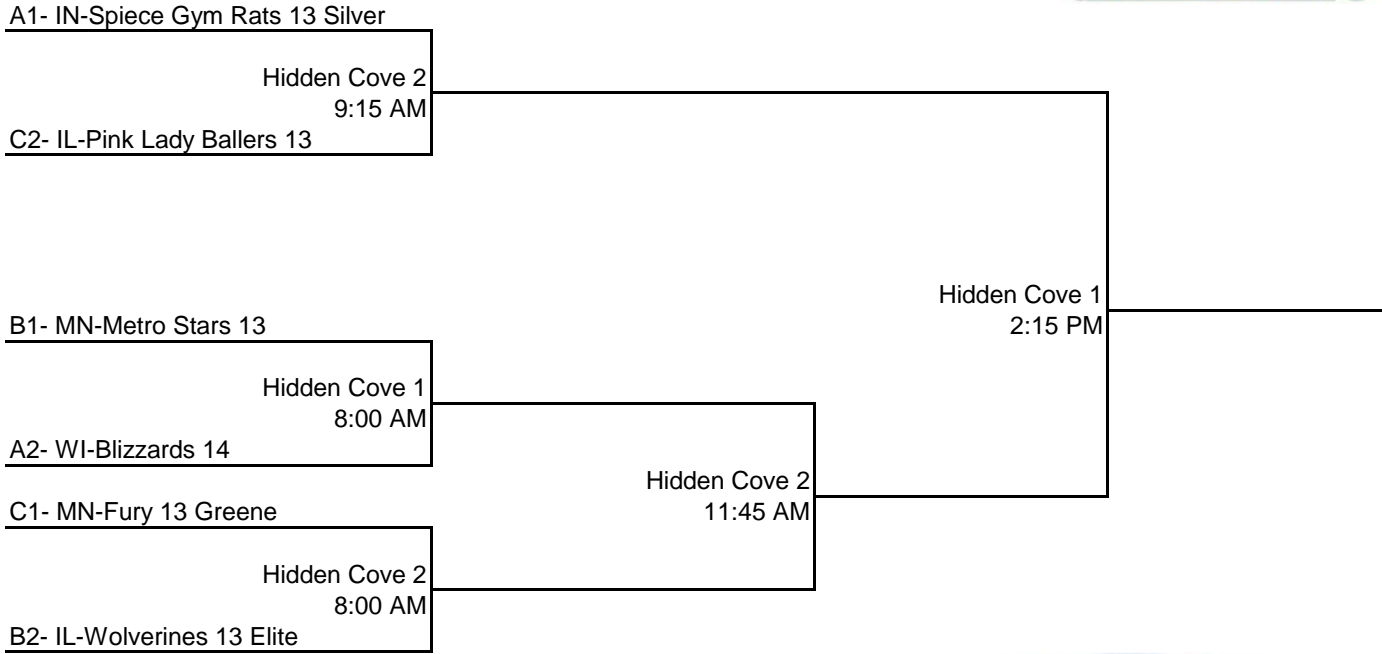 A1- IN-Spiece Gym Rats 13 Silver
Hidden Cove 2
9:15 AM
C2- IL-Pink Lady Ballers 13
Hidden Cove 1
2:15 PM
B1- MN-Metro Stars 13
Hidden Cove 1
8:00 AM
A2- WI-Blizzards 14
Hidden Cove 2
11:45 AM
C1- MN-Fury 13 Greene
Hidden Cove 2
8:00 AM
B2- IL-Wolverines 13 Elite